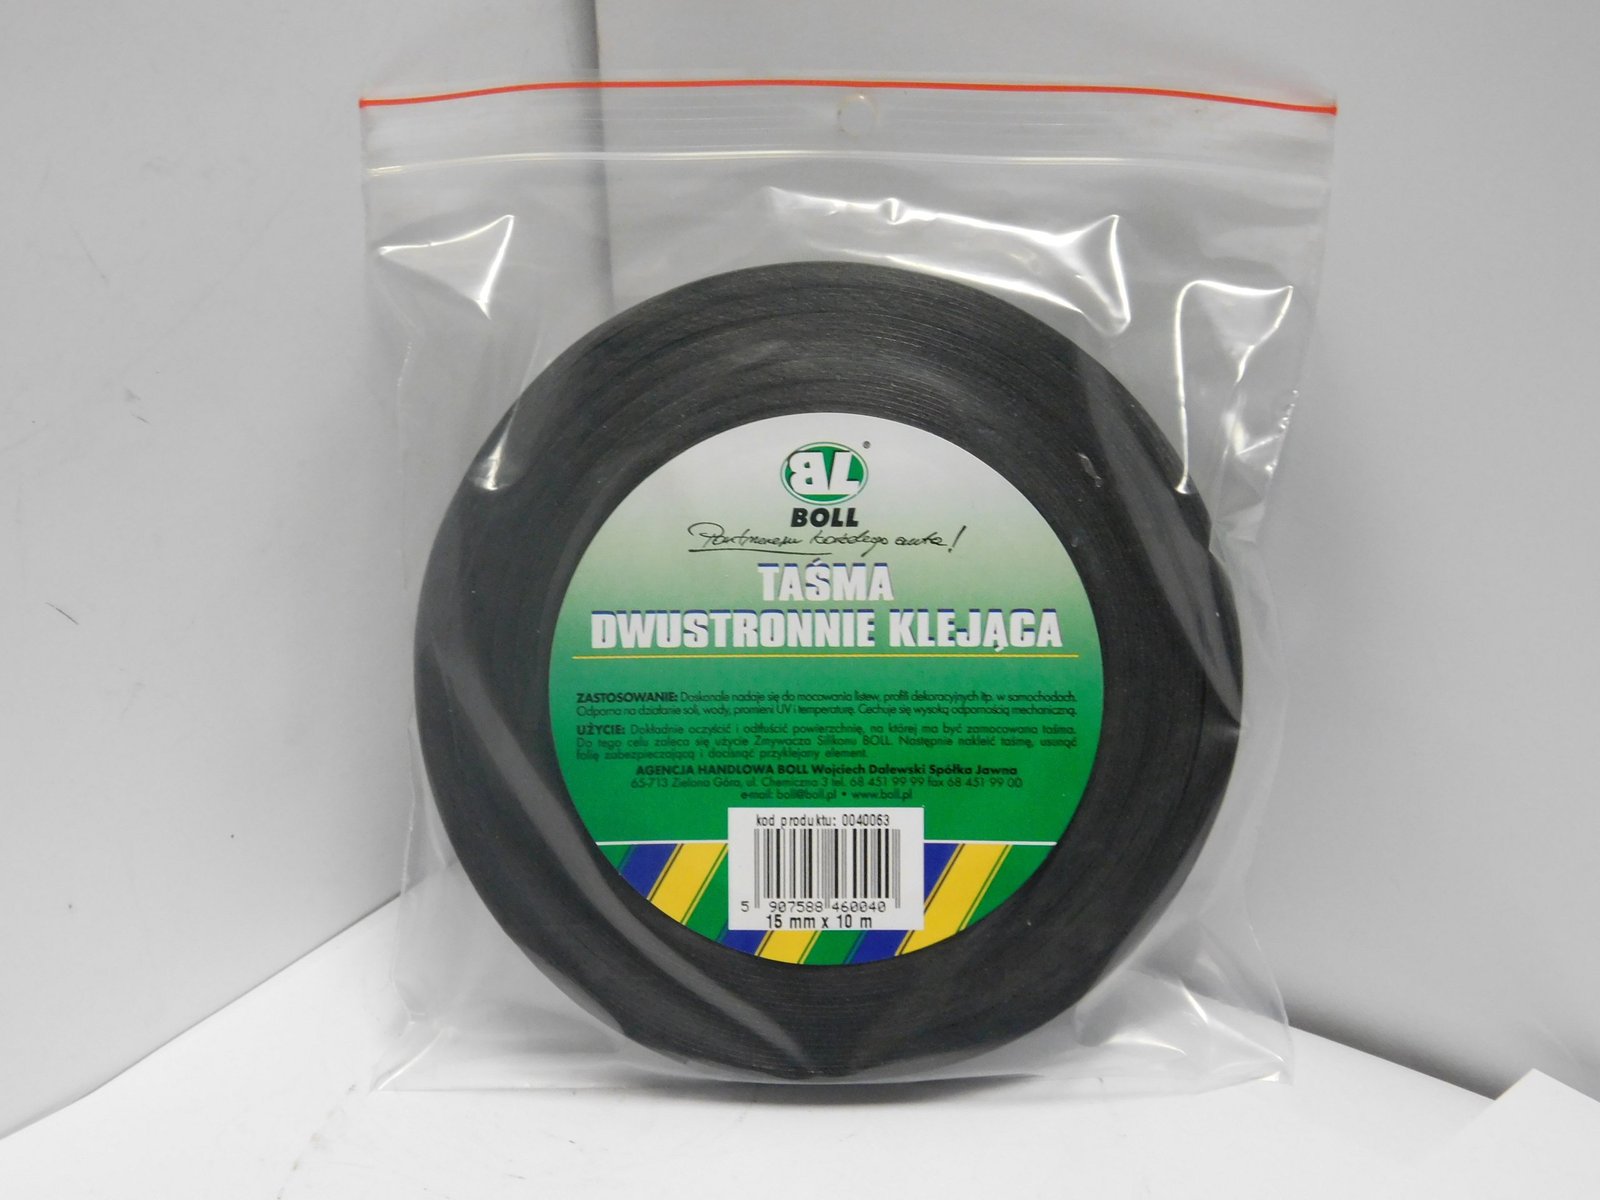 BL®
BOLL
Partnerem każdego auta!
TAŚMA
DWUSTRONNIE KLEJĄCA
ZASTOSOWANIE: Doskonale nadaje się do mocowania listew, profili dekoracyjnych itp. w samochodach.
Odporna na działanie soli, wody, promieni UV i temperaturę. Cechuje się wysoką odpornością mechaniczną.
UŻYCIE: Dokładnie oczyścić i odtłuścić powierzchnię, na której ma być zamocowana taśma.
Do tego celu zaleca się użycie Zmywacza Silikonu BOLL. Następnie nakleić taśmę, usunąć
folię zabezpieczającą i docisnąć przyklejany element.
AGENCJA HANDLOWA BOLL Wojciech Dalewski Spółka Jawna
65-713 Zielona Góra, ul. Chemiczna 3 tel. 68 451 99 99 fax 68 451 99 00
e-mail: boll@boll.pl • www.boll.pl
kod produktu: 0040063
5 907588 460040
15 mm x 10 m